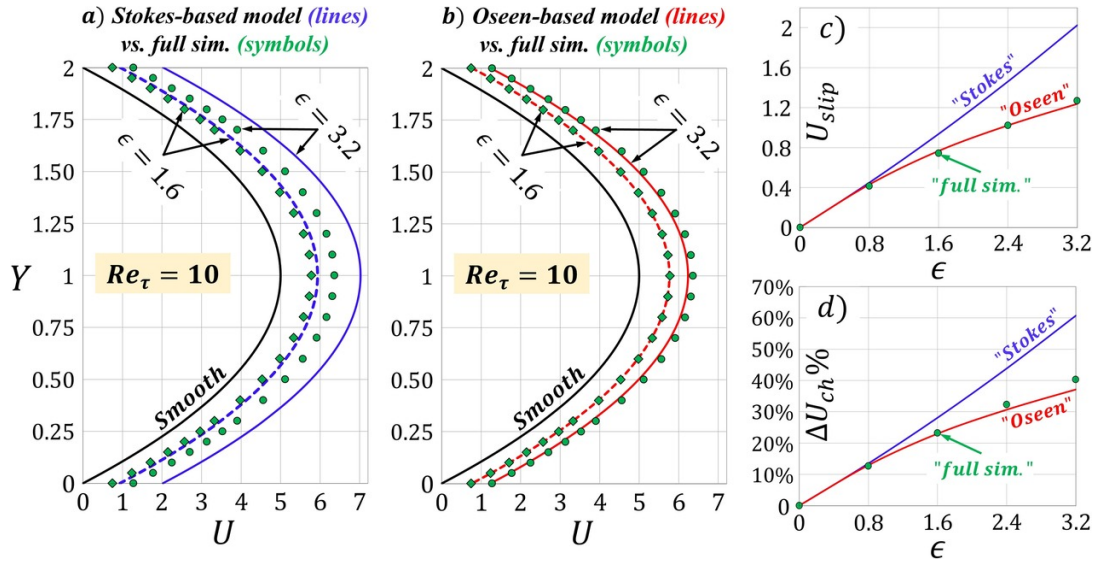 a) Stokes-based model (lines)
vs. full sim. (symbols)
2
1.75
1.50
1.25
Y
1
0.75
0.50
0.25
0
0 1 2 3 4 5 6 7
U
ϵ = 3.2
ϵ = 1.6
Re_τ = 10
Smooth
b) Oseen-based model (lines)
vs. full sim. (symbols)
2
1.75
1.50
1.25
1
0.75
0.50
0.25
0
0 1 2 3 4 5 6 7
U
ϵ = 3.2
ϵ = 1.6
Re_τ = 10
Smooth
c)
2
1.6
1.2
0.8
0.4
0
U_slip
"Stokes"
"Oseen"
"full sim."
0 0.8 1.6 2.4 3.2
ϵ
d)
70%
60%
50%
40%
30%
20%
10%
0%
ΔU_ch%
"Stokes"
"Oseen"
"full sim."
0 0.8 1.6 2.4 3.2
ϵ